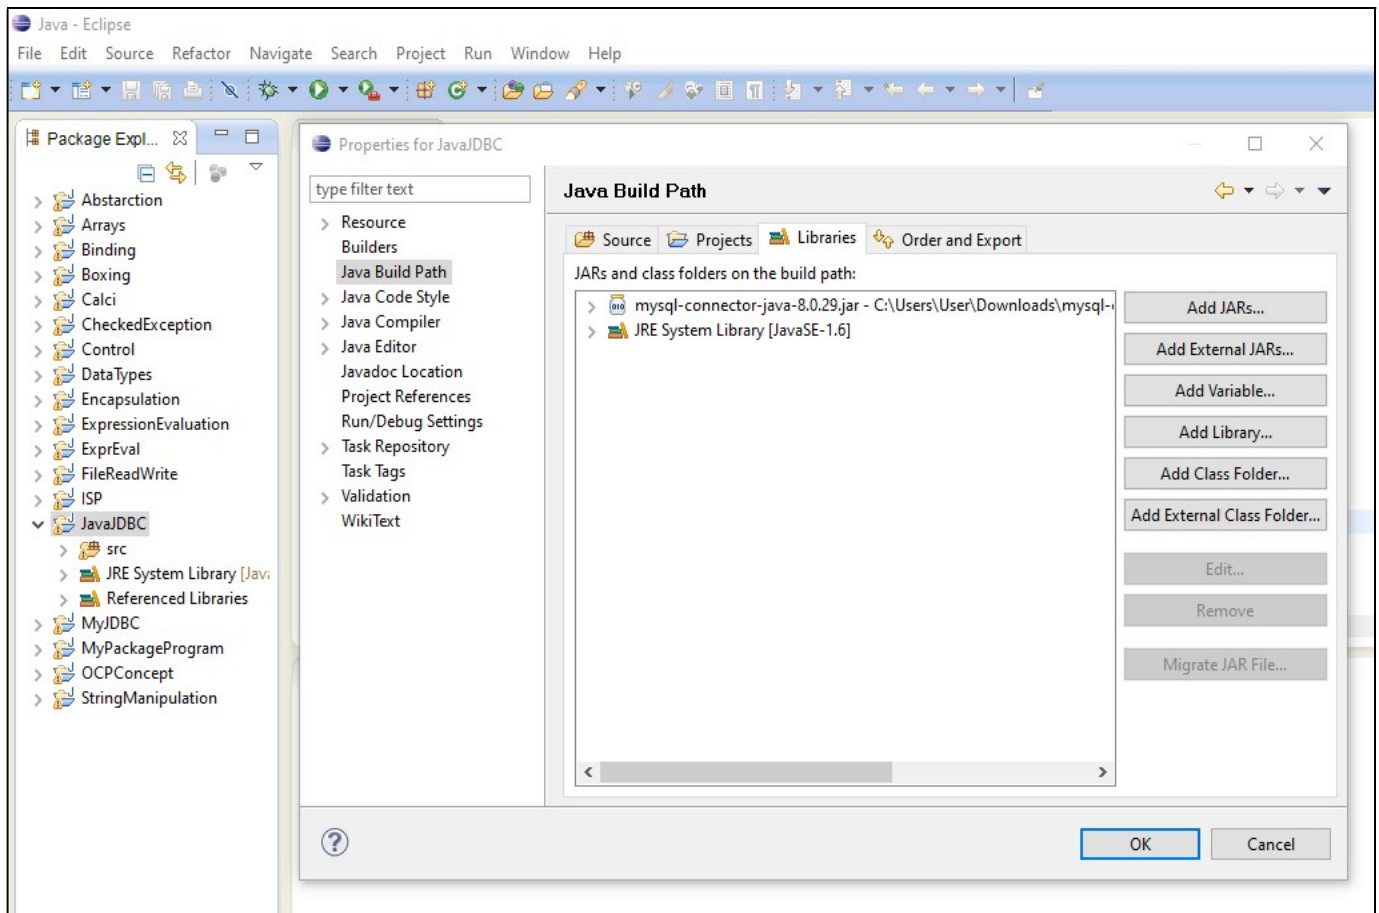 Java - Eclipse
File Edit Source Refactor Navigate Search Project Run Window Help
Package Expl...
Abstarction
Arrays
Binding
Boxing
Calci
CheckedException
Control
DataTypes
Encapsulation
ExpressionEvaluation
ExprEval
FileReadWrite
ISP
JavaJDBC
src
JRE System Library [Java
Referenced Libraries
MyJDBC
MyPackageProgram
OCPConcept
StringManipulation
Properties for JavaJDBC
type filter text
Resource
Builders
Java Build Path
Java Code Style
Java Compiler
Java Editor
Javadoc Location
Project References
Run/Debug Settings
Task Repository
Task Tags
Validation
WikiText
Java Build Path
Source Projects Libraries Order and Export
JARs and class folders on the build path:
mysql-connector-java-8.0.29.jar - C:\Users\User\Downloads\mysql-
JRE System Library [JavaSE-1.6]
Add JARs...
Add External JARs...
Add Variable...
Add Library...
Add Class Folder...
Add External Class Folder...
Edit...
Remove
Migrate JAR File...
OK Cancel